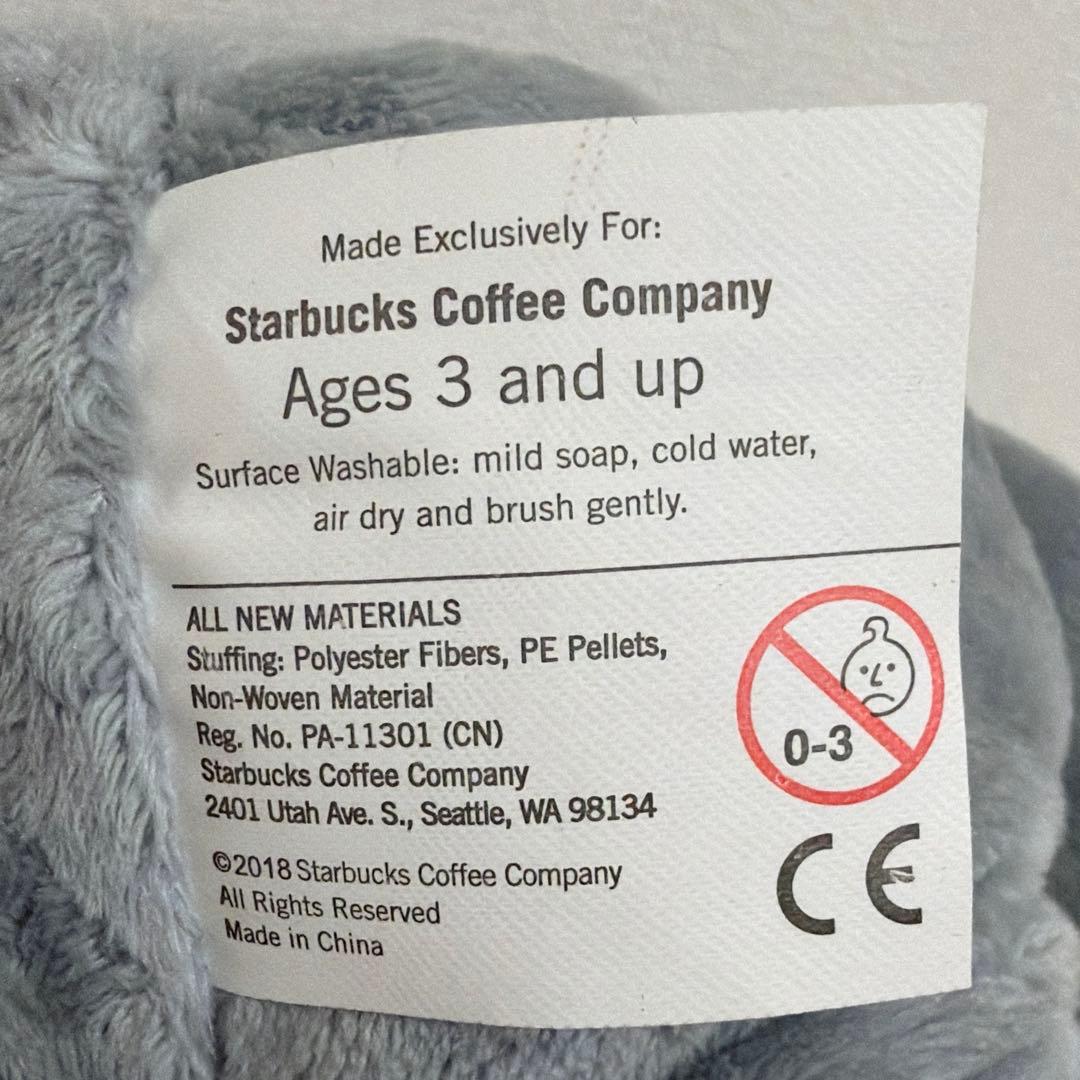 Made Exclusively For:
Starbucks Coffee Company
Ages 3 and up
Surface Washable: mild soap, cold water,
air dry and brush gently.
ALL NEW MATERIALS
Stuffing: Polyester Fibers, PE Pellets,
Non-Woven Material
Reg. No. PA-11301 (CN)
Starbucks Coffee Company
2401 Utah Ave. S., Seattle, WA 98134
©2018 Starbucks Coffee Company
All Rights Reserved
Made in China
0-3
CE